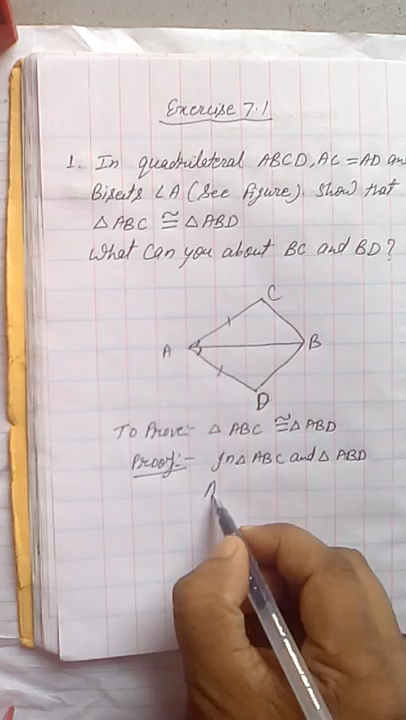 Exercise 7.1
1. In quadrilateral ABCD, AC = AD an
Bisects ∠A (See figure). Show that
△ ABC ≅ △ ABD
What Can you about BC and BD?
C
A
B
D
To Prove:- △ ABC ≅ △ ABD
Proof:- In △ ABC and △ ABD
A